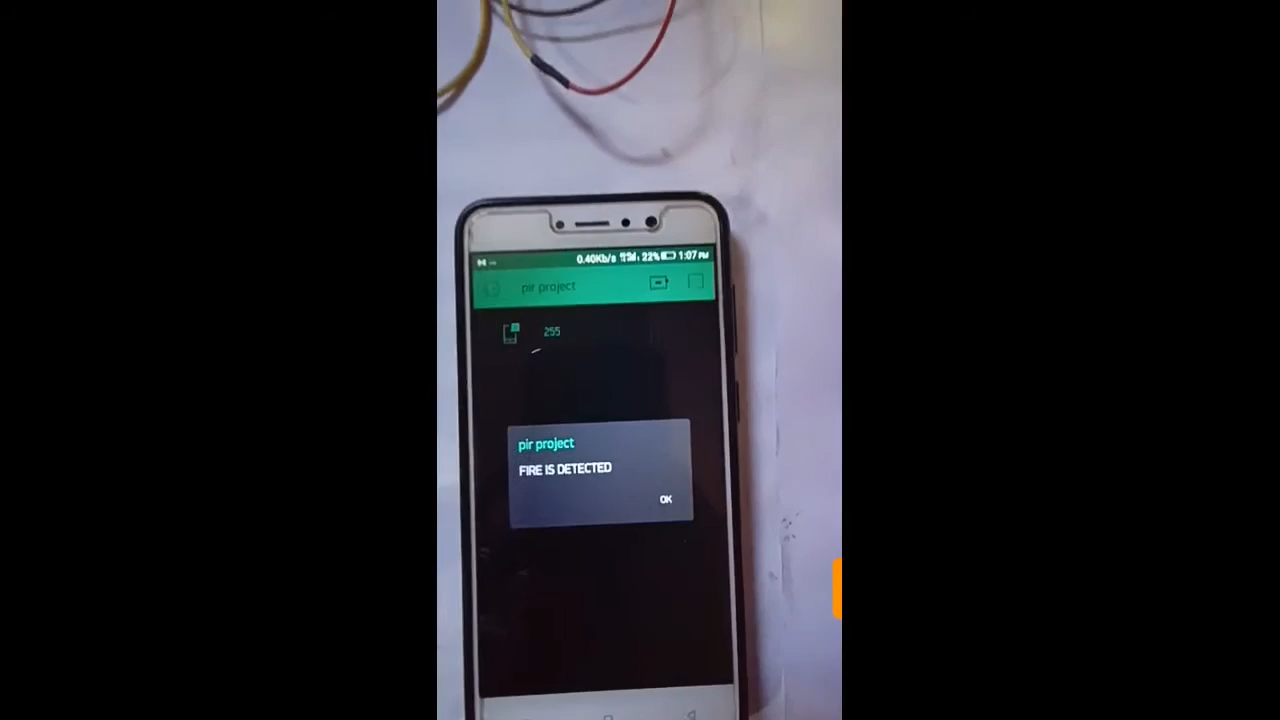 0.40Kb/s 22% 1:07 PM
pir project
255
pir project
FIRE IS DETECTED
OK